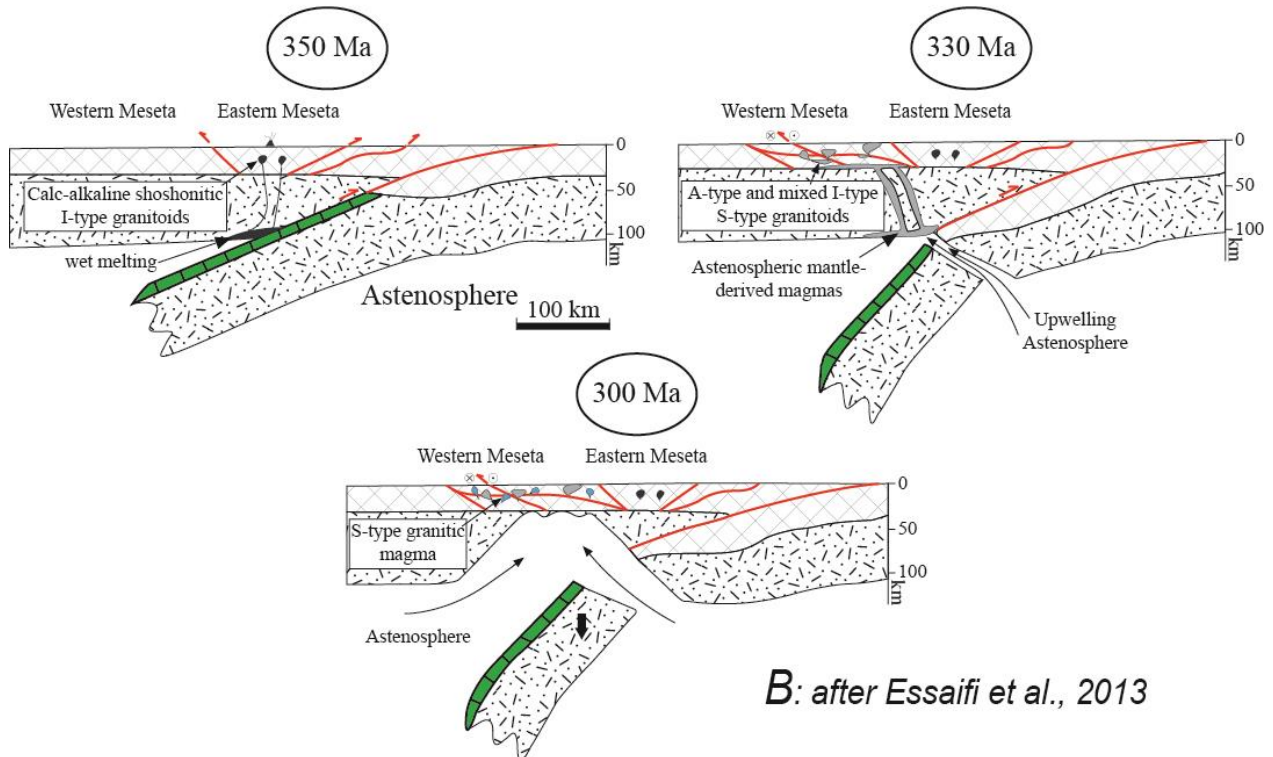 350 Ma
Western Meseta Eastern Meseta
Calc-alkaline shoshonitic
I-type granitoids
wet melting
Astenosphere
100 km
0
50
100
km
330 Ma
Western Meseta Eastern Meseta
A-type and mixed I-type
S-type granitoids
Astenospheric mantle-
derived magmas
Upwelling
Astenosphere
0
50
100
km
300 Ma
Western Meseta Eastern Meseta
S-type granitic
magma
Astenosphere
0
50
100
km
B: after Essaifi et al., 2013